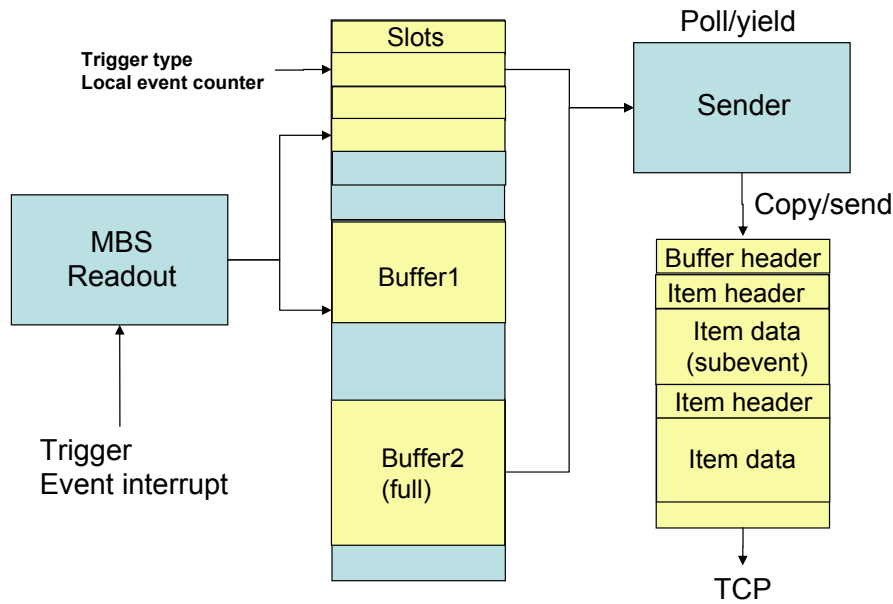 Poll/yield
Slots
Trigger type
Local event counter
Sender
Copy/send
MBS
Readout
Buffer1
Buffer header
Item header
Item data
(subevent)
Item header
Item data
Trigger
Event interrupt
Buffer2
(full)
TCP